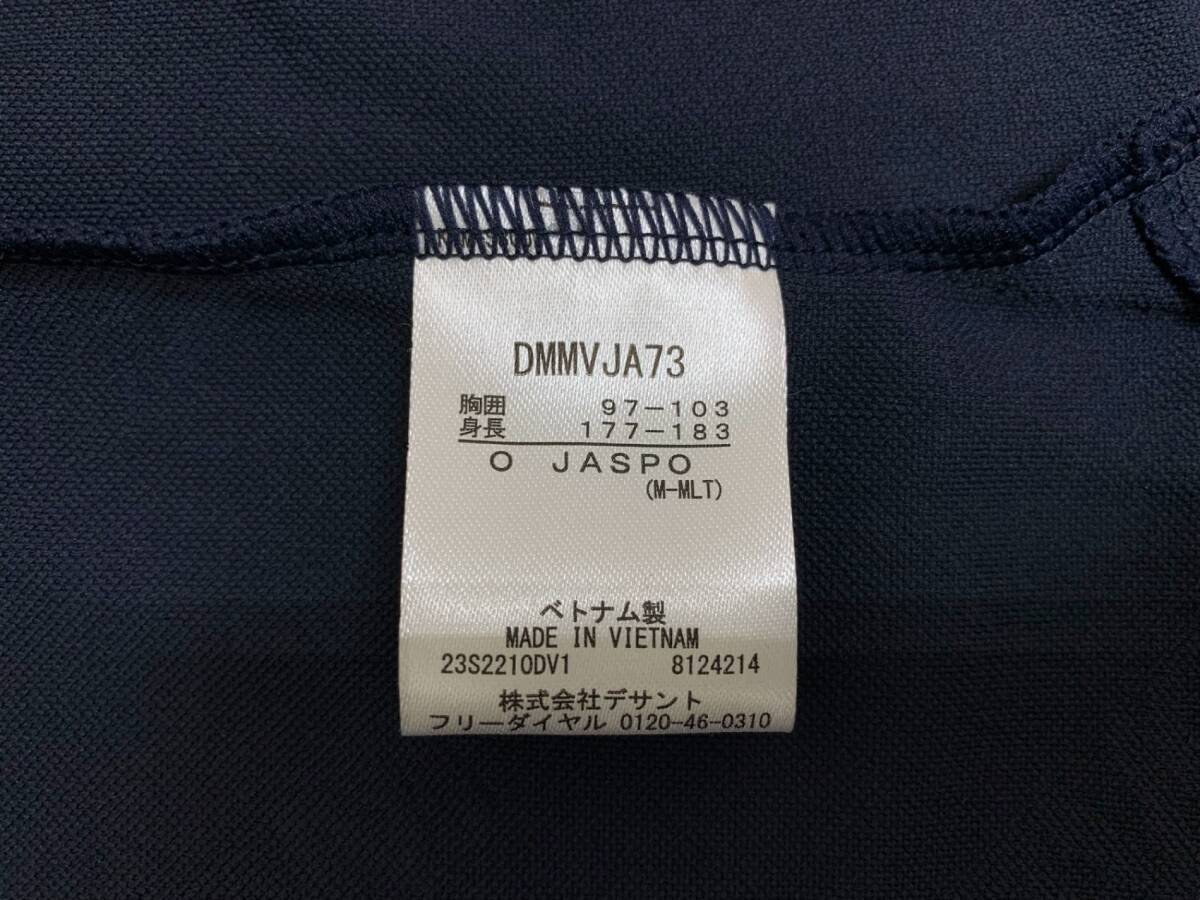 DMMVJA73
胸囲 97-103
身長 177-183
O JASPO
(M-MLT)
ベトナム製
MADE IN VIETNAM
23S2210DV1 8124214
株式会社デサント
フリーダイヤル 0120-46-0310